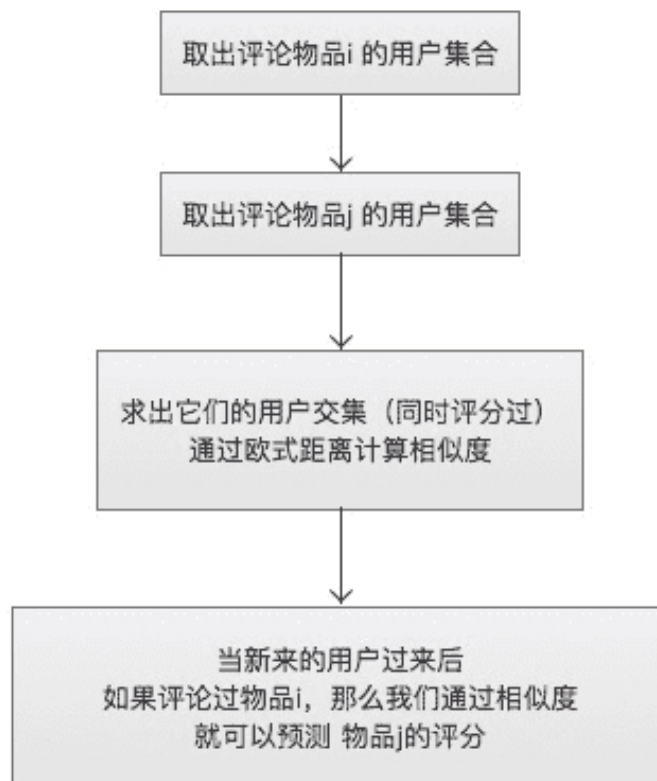 取出评论物品i 的用户集合
取出评论物品j 的用户集合
求出它们的用户交集（同时评分过）
通过欧式距离计算相似度
当新来的用户过来后
如果评论过物品i，那么我们通过相似度
就可以预测 物品j的评分